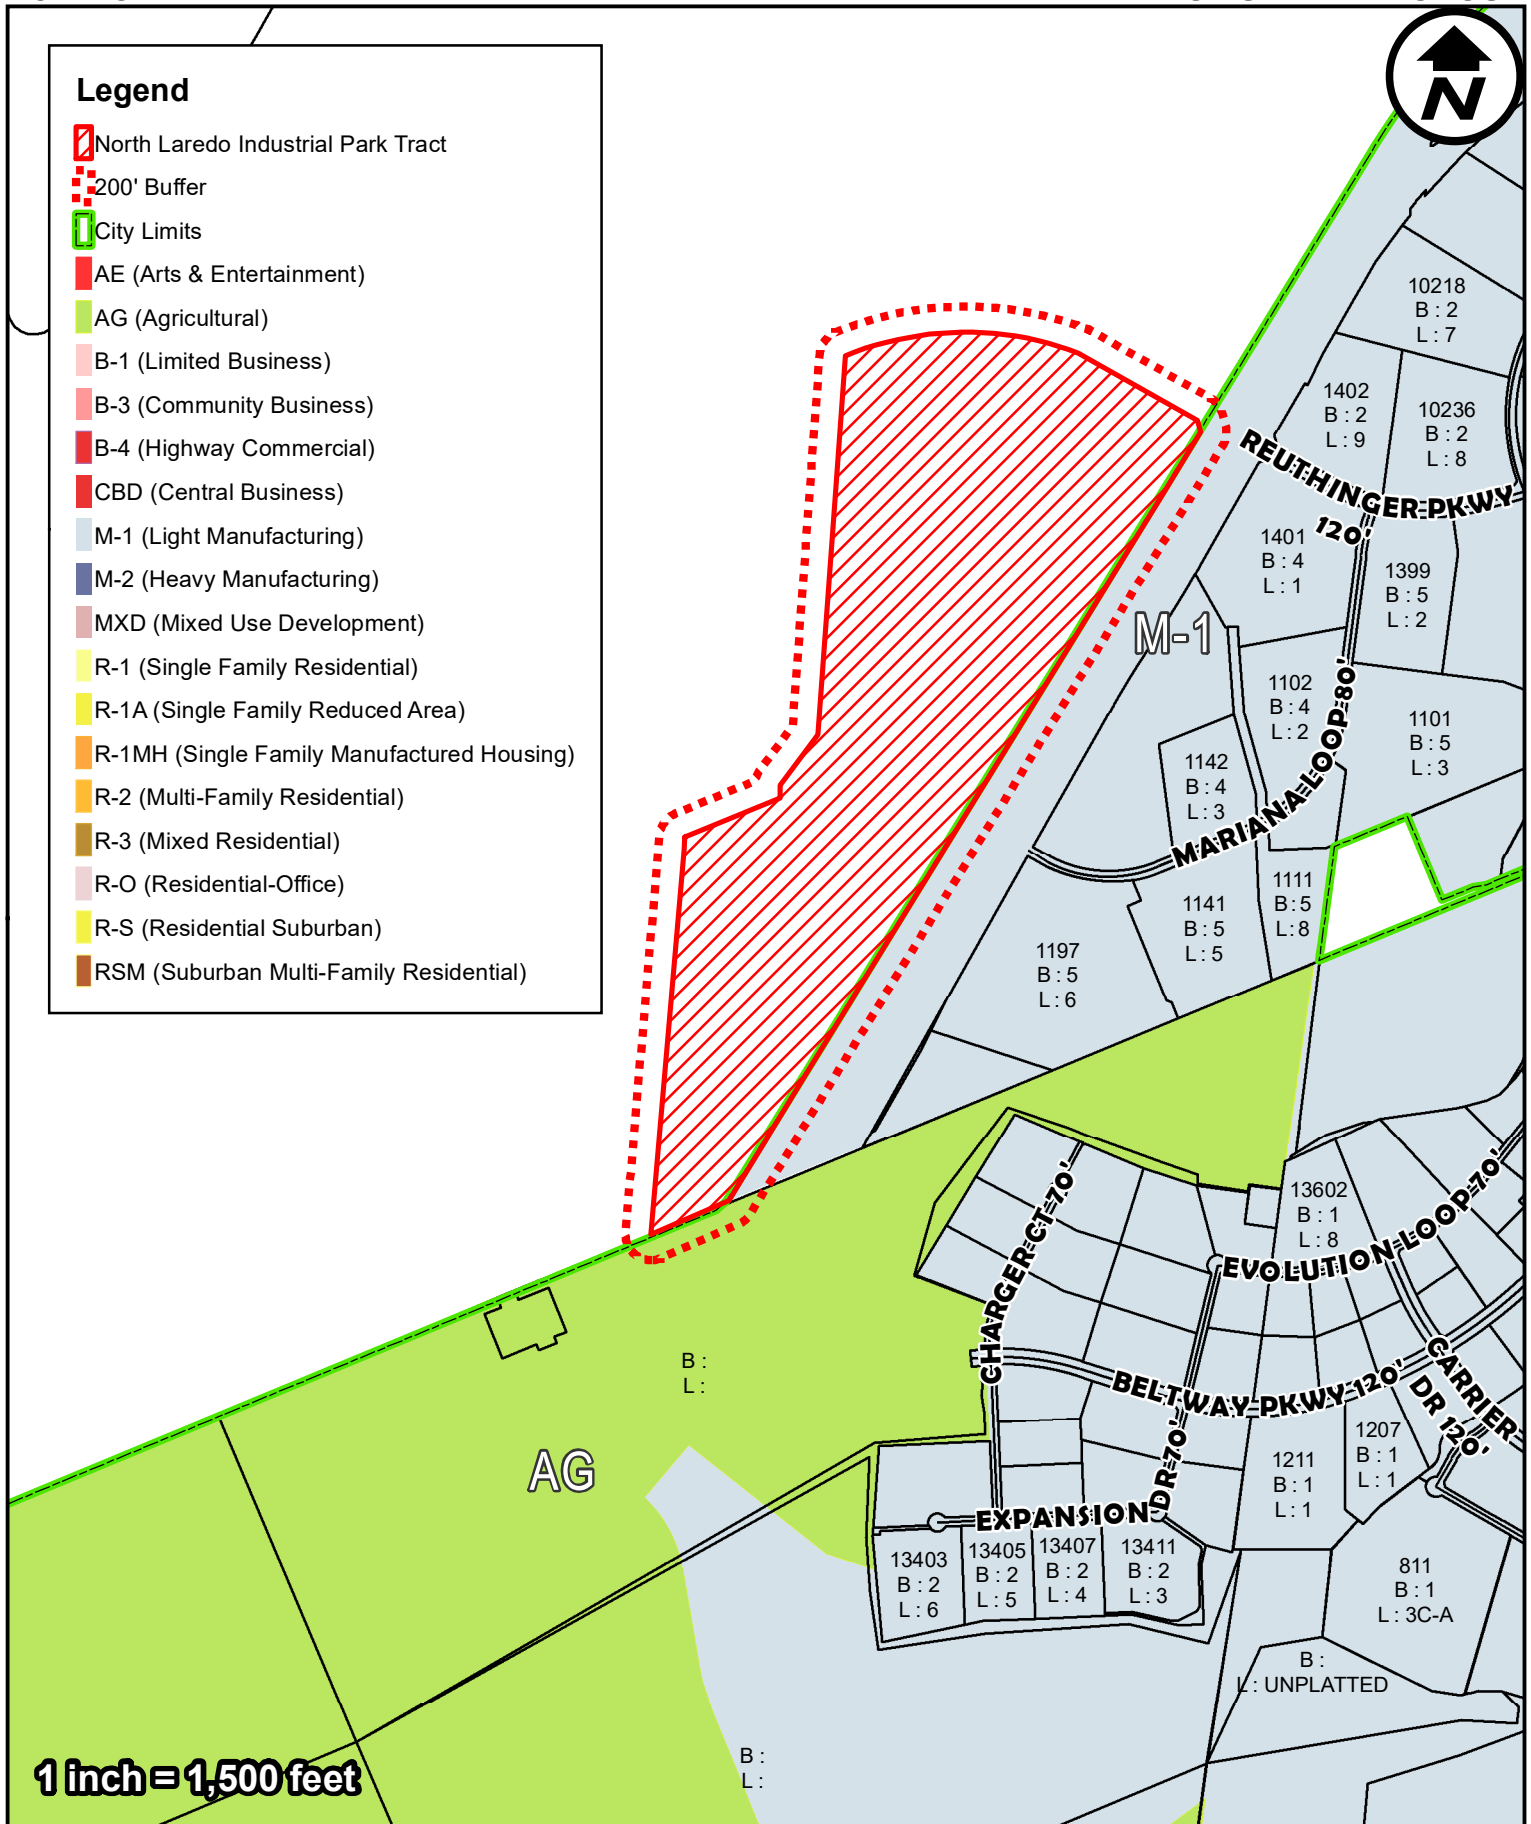 Legend
North Laredo Industrial Park Tract
200' Buffer
City Limits
AE (Arts & Entertainment)
AG (Agricultural)
B-1 (Limited Business)
B-3 (Community Business)
B-4 (Highway Commercial)
CBD (Central Business)
M-1 (Light Manufacturing)
M-2 (Heavy Manufacturing)
MXD (Mixed Use Development)
R-1 (Single Family Residential)
R-1A (Single Family Reduced Area)
R-1MH (Single Family Manufactured Housing)
R-2 (Multi-Family Residential)
R-3 (Mixed Residential)
R-O (Residential-Office)
R-S (Residential Suburban)
RSM (Suburban Multi-Family Residential)
N
10218
B : 2
L : 7
1402
B : 2
L : 9
10236
B : 2
L : 8
REUTHINGER PKWY
120'
1401
B : 4
L : 1
1399
B : 5
L : 2
M-1
1102
B : 4
L : 2
MARIANA LOOP 80'
1101
B : 5
L : 3
1142
B : 4
L : 3
1111
B : 5
L : 8
1141
B : 5
L : 5
1197
B : 5
L : 6
13602
B : 1
L : 8
EVOLUTION LOOP 70'
CHARGER CT 70'
BELTWAY PKWY 120'
CARRIER
DR 120'
B :
L :
AG
1207
B : 1
L : 1
1211
B : 1
L : 1
EXPANSION DR 70'
13403
B : 2
L : 6
13405
B : 2
L : 5
13407
B : 2
L : 4
13411
B : 2
L : 3
811
B : 1
L : 3C-A
B :
L : UNPLATTED
B :
L :
1 inch = 1,500 feet